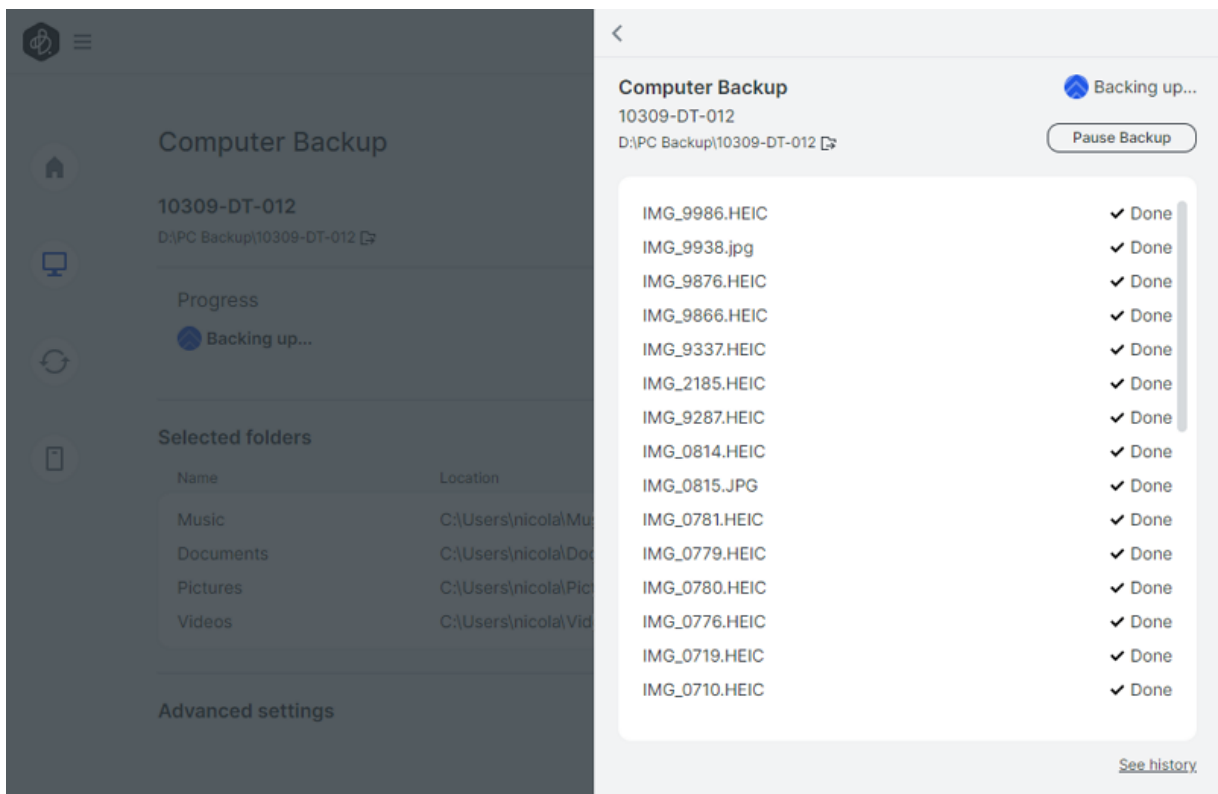 Computer Backup
10309-DT-012
D:\PC Backup\10309-DT-012
Progress
Backing up...
Selected folders
Name Location
Music C:\Users\nicola\Mu
Documents C:\Users\nicola\Doc
Pictures C:\Users\nicola\Pic
Videos C:\Users\nicola\Vid
Advanced settings
Computer Backup
Backing up...
10309-DT-012
D:\PC Backup\10309-DT-012
Pause Backup
IMG_9986.HEIC Done
IMG_9938.jpg Done
IMG_9876.HEIC Done
IMG_9866.HEIC Done
IMG_9337.HEIC Done
IMG_2185.HEIC Done
IMG_9287.HEIC Done
IMG_0814.HEIC Done
IMG_0815.JPG Done
IMG_0781.HEIC Done
IMG_0779.HEIC Done
IMG_0780.HEIC Done
IMG_0776.HEIC Done
IMG_0719.HEIC Done
IMG_0710.HEIC Done
See history